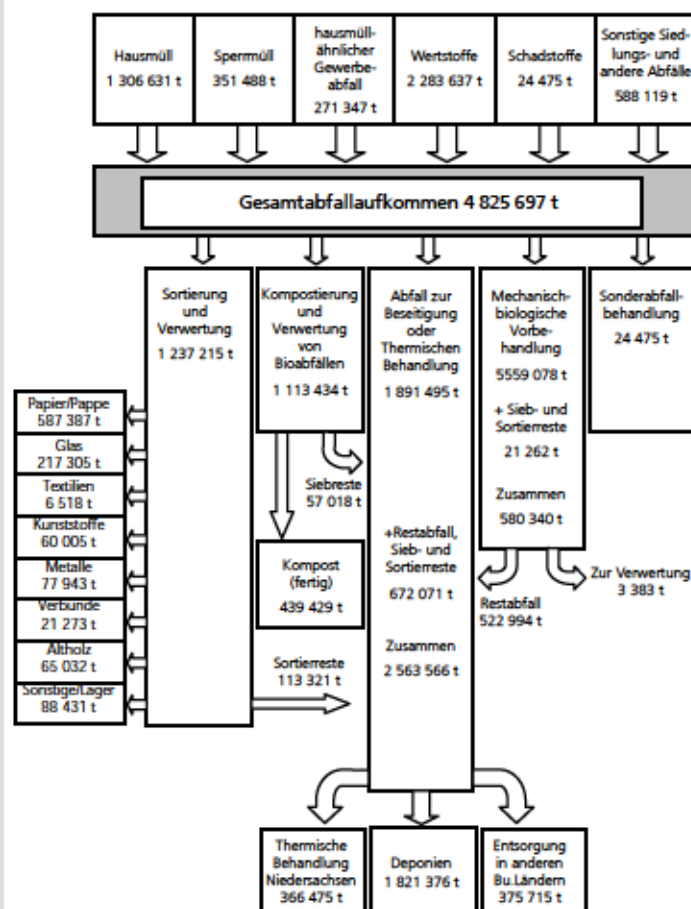 Hausmüll
1 306 631 t
Sperrmüll
351 488 t
hausmüll-
ähnlicher
Gewerbe-
abfall
271 347 t
Wertstoffe
2 283 637 t
Schadstoffe
24 475 t
Sonstige Sied-
lungs- und
andere Abfälle
588 119 t
Gesamtabfallaufkommen 4 825 697 t
Sortierung
und
Verwertung
1 237 215 t
Kompostierung
und
Verwertung
von
Bioabfällen
1 113 434 t
Abfall zur
Beseitigung
oder
Thermischen
Behandlung
1 891 495 t
Mechanisch-
biologische
Vorbe-
handlung
5559 078 t
+ Sieb- und
Sortierreste
21 262 t
Zusammen
580 340 t
Sonderabfall-
behandlung
24 475 t
Papier/Pappe
587 387 t
Glas
217 305 t
Textilien
6 518 t
Kunststoffe
60 005 t
Metalle
77 943 t
Verbunde
21 273 t
Altholz
65 032 t
Sonstige/Lager
88 431 t
Siebreste
57 018 t
Kompost
(fertig)
439 429 t
Sortierreste
113 321 t
+Restabfall,
Sieb- und
Sortierreste
672 071 t
Zusammen
2 563 566 t
Restabfall
522 994 t
Zur Verwertung
3 383 t
Thermische
Behandlung
Niedersachsen
366 475 t
Deponien
1 821 376 t
Entsorgung
in anderen
Bu.Ländern
375 715 t